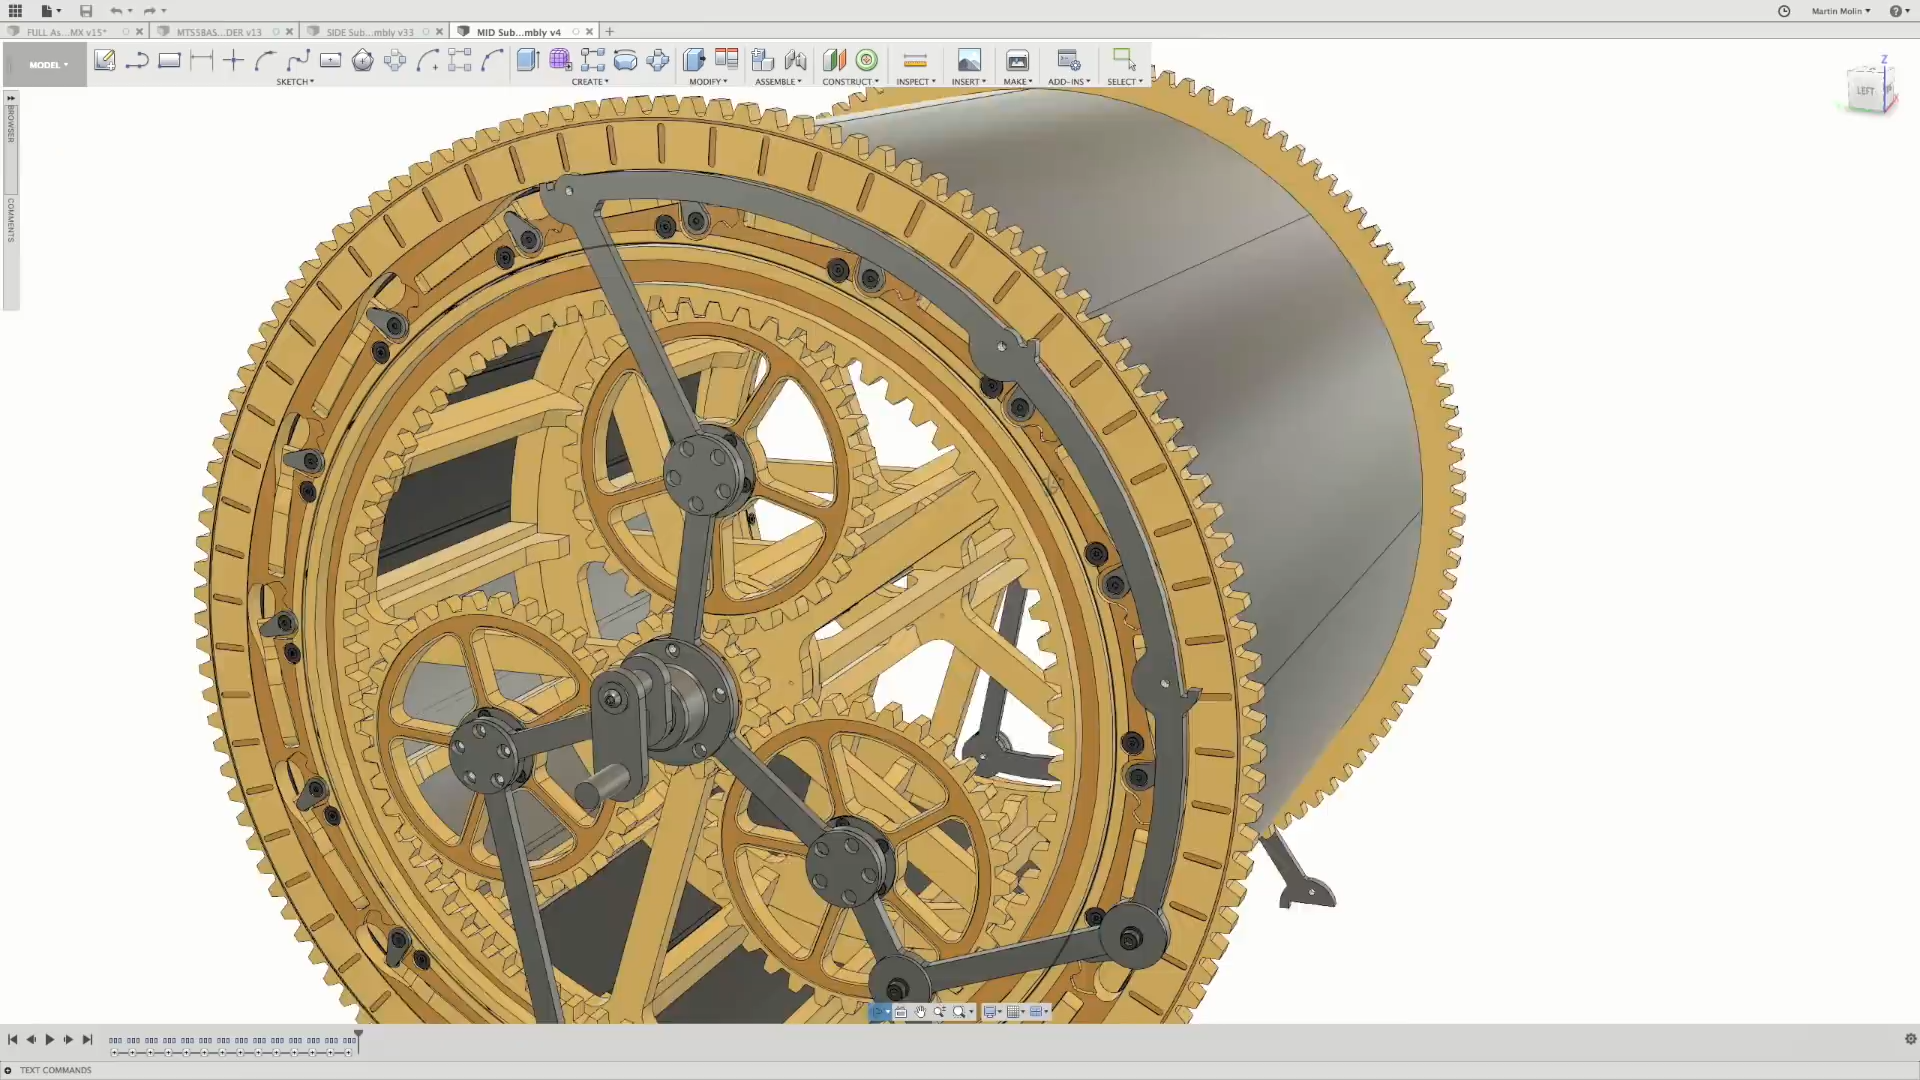 Martin Molin
FULL As...MX v15*
MTSSBAS...DER v13
SIDE Sub...mbly v33
MID Sub...mbly v4
MODEL
SKETCH
CREATE
MODIFY
ASSEMBLE
CONSTRUCT
INSPECT
INSERT
MAKE
ADD-INS
SELECT
BROWSER
COMMENTS
Z
LEFT
TEXT COMMANDS